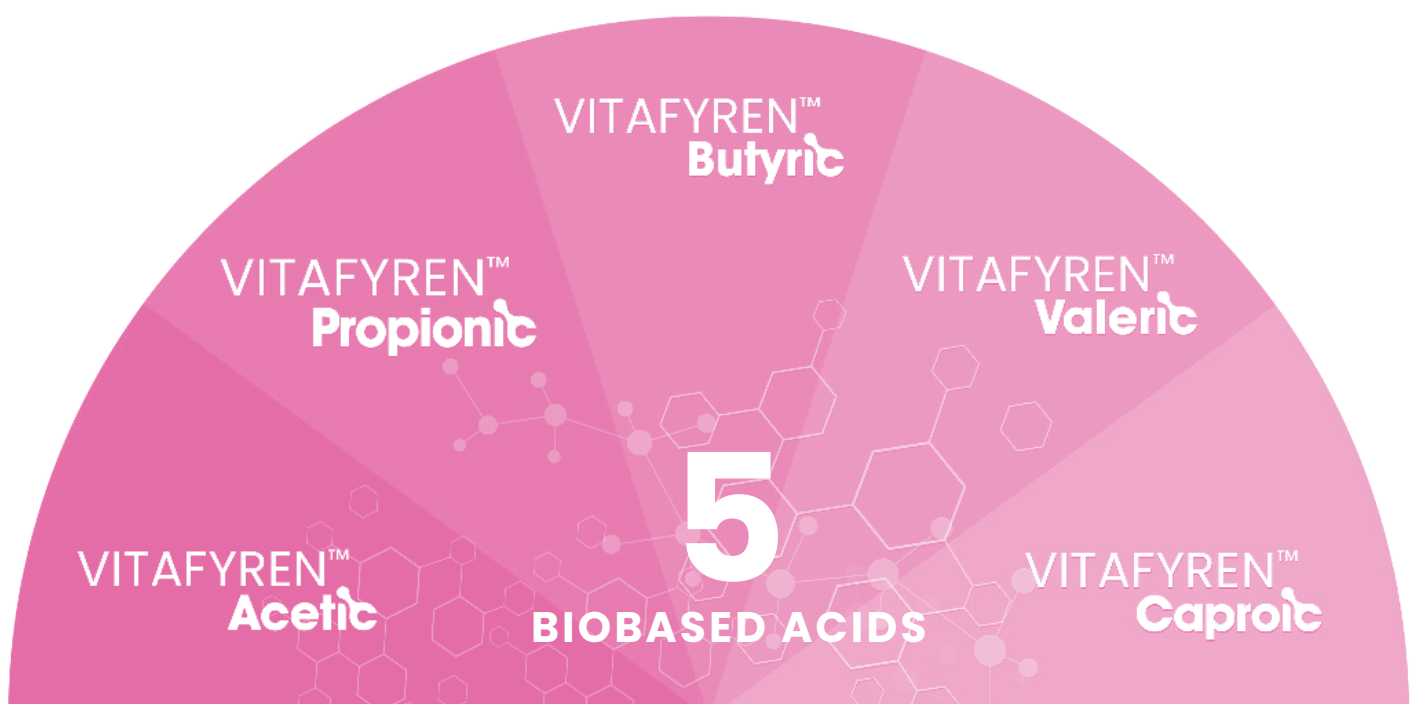 VITAFYREN™
Butyric
VITAFYREN™
Propionic
VITAFYREN™
Valeric
VITAFYREN™
Acetic
VITAFYREN™
Caproic
5
BIOBASED ACIDS